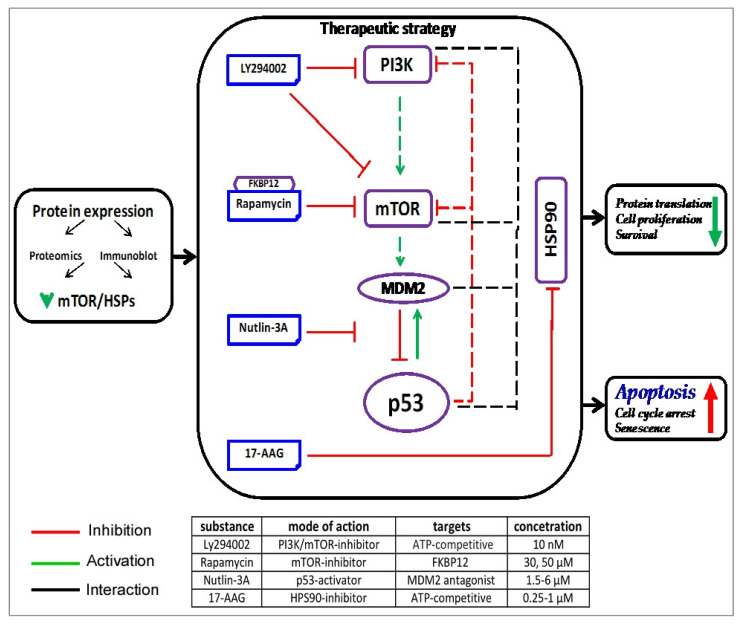 Therapeutic strategy
LY294002
PI3K
FKBP12
Rapamycin
mTOR
HSP90
MDM2
Nutlin-3A
p53
17-AAG
Protein expression
Proteomics Immunoblot
mTOR/HSPs
Protein translation
Cell proliferation
Survival
Apoptosis
Cell cycle arrest
Senescence
Inhibition
Activation
Interaction
substance mode of action targets concetration
Ly294002 PI3K/mTOR-inhibitor ATP-competitive 10 nM
Rapamycin mTOR-inhibitor FKBP12 30, 50 µM
Nutlin-3A p53-activator MDM2 antagonist 1.5-6 µM
17-AAG HPS90-inhibitor ATP-competitive 0.25-1 µM